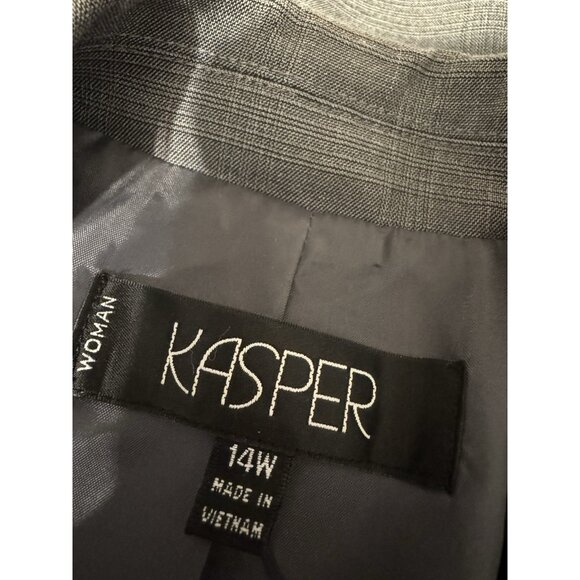 WOMAN
KASPER
14W
MADE IN
VIETNAM